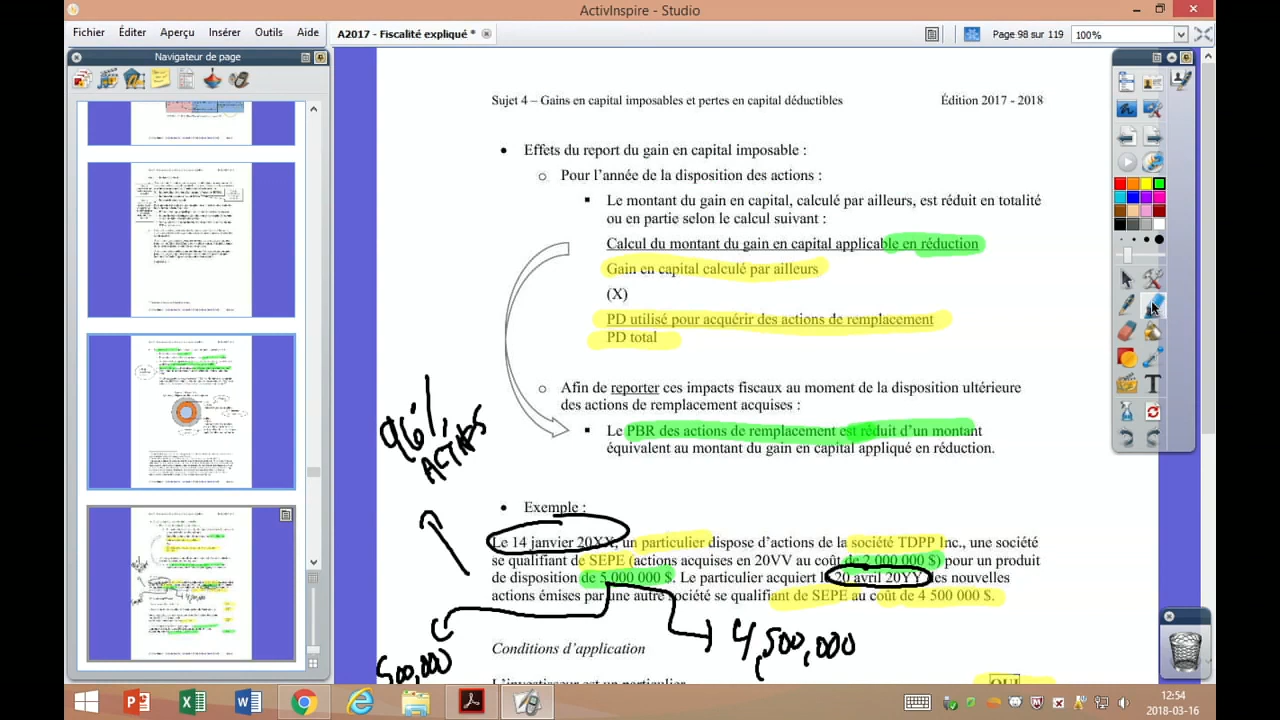 ActivInspire - Studio
Fichier Éditer Aperçu Insérer Outils Aide
A2017 - Fiscalité expliqué *
Page 98 sur 119
100%
Navigateur de page
Sujet 4 – Gains en capital imposables et pertes en capital déductibles Édition 2017 - 2018
• Effets du report du gain en capital imposable :
o Pour l'année de la disposition des actions :
▪ Le montant du gain en capital, calculé par ailleurs, est réduit en totalité
ou en partie selon le calcul suivant :
Calcul du montant du gain en capital applicable en réduction
Gain en capital calculé par ailleurs
(X)
PD utilisé pour acquérir des actions de remplacement
PD total
o Afin de reporter ces impacts fiscaux au moment de la disposition ultérieure
des actions de remplacement acquises :
▪ Le PBR des actions de remplacement est réduit d'un montant
équivalent au montant du gain en capital appliqué en réduction.
• Exemple :
Le 14 janvier 20XX, un particulier dispose d'actions de la société TDPP Inc., une société
se qualifiant de SEPE (actions acquises en 20VV au coût de 000 000 $) pour un produit
de disposition de 5 000 000 $. Le particulier acquiert le 20 avril 20YY des nouvelles
actions émises par une autre société se qualifiant de SEPE au coût de 4 500 000 $.
4,500,000
500,000
Conditions d'application
L'investisseur est un particulier
OUI
12:54
2018-03-16